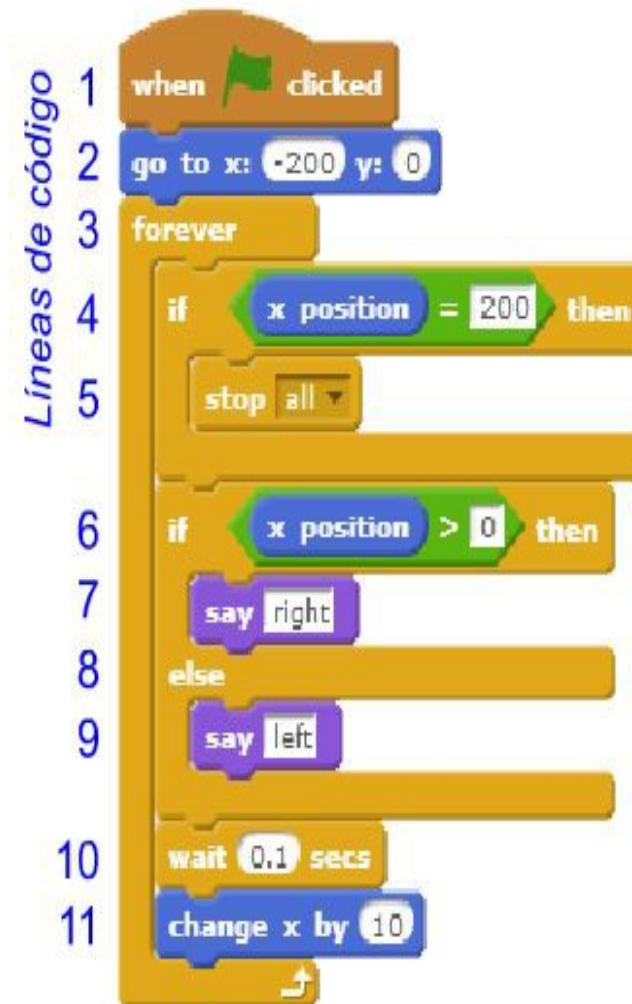 Líneas de código
1 when clicked
2 go to x: -200 y: 0
3 forever
4 if x position = 200 then
5 stop all
6 if x position > 0 then
7 say right
8 else
9 say left
10 wait 0.1 secs
11 change x by 10